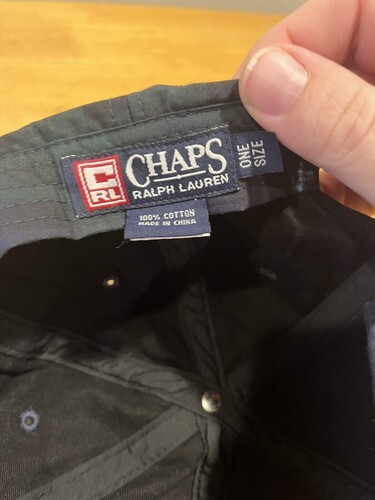 C
RL
CHAPS
RALPH LAUREN
ONE
SIZE
100% COTTON
MADE IN CHINA